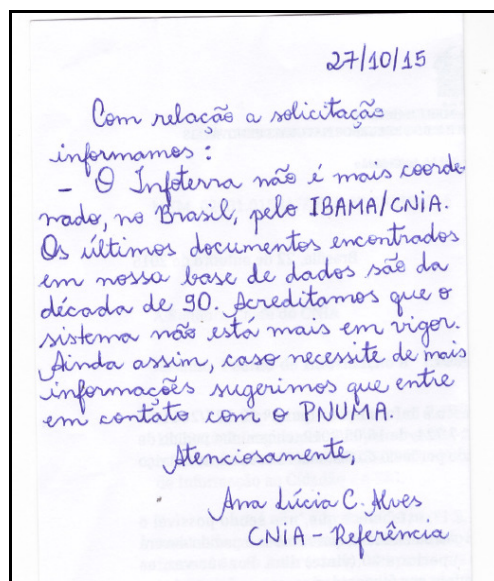 27/10/15
Com relação a solicitação
informamos:
- O Infoterra não é mais coorde
nado, no Brasil, pelo IBAMA/CNIA.
Os últimos documentos encontrados
em nossa base de dados são da
década de 90. Acreditamos que o
sistema não está mais em vigor.
Ainda assim, caso necessite de mais
informações sugerimos que entre
em contato com o PNUMA.
Atenciosamente,
Ana Lúcia C. Alves
CNIA - Referência